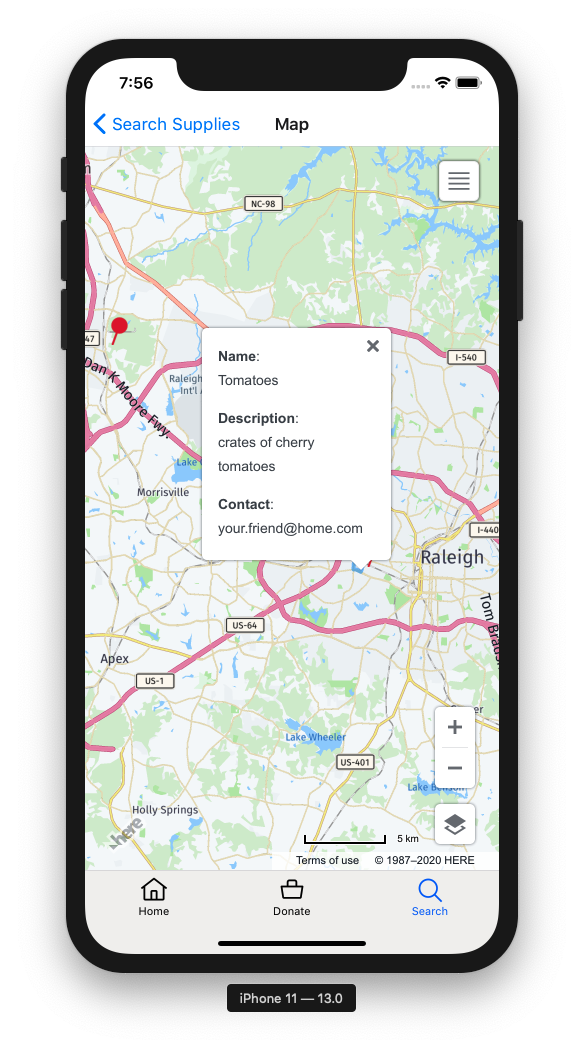 7:56
Search Supplies
Map
NC-98
47
I-540
Dan K Moore Fwy.
Name:
Tomatoes
Description:
crates of cherry
tomatoes
Contact:
your.friend@home.com
Raleigh
Int'l
Lake
Morrisville
I-440
Raleigh
US-64
Tom
Apex
US-1
Lake Wheeler
US-401
Lake
Holly Springs
here
5 km
Terms of use
© 1987–2020 HERE
Home
Donate
Search
iPhone 11 — 13.0